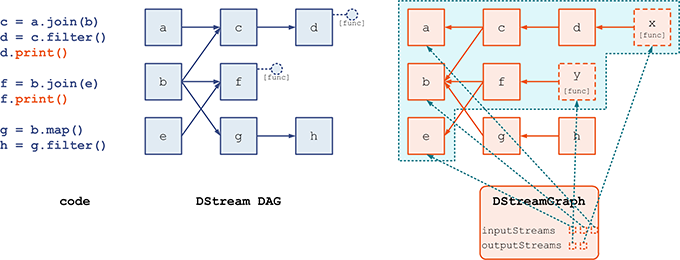 c = a.join(b)
d = c.filter()
d.print()
f = b.join(e)
f.print()
g = b.map()
h = g.filter()
code
a
c
d
[func]
b
f
[func]
e
g
h
DStream DAG
a
c
d
x
[func]
b
f
y
[func]
e
g
h
DStreamGraph
inputStreams
outputStreams